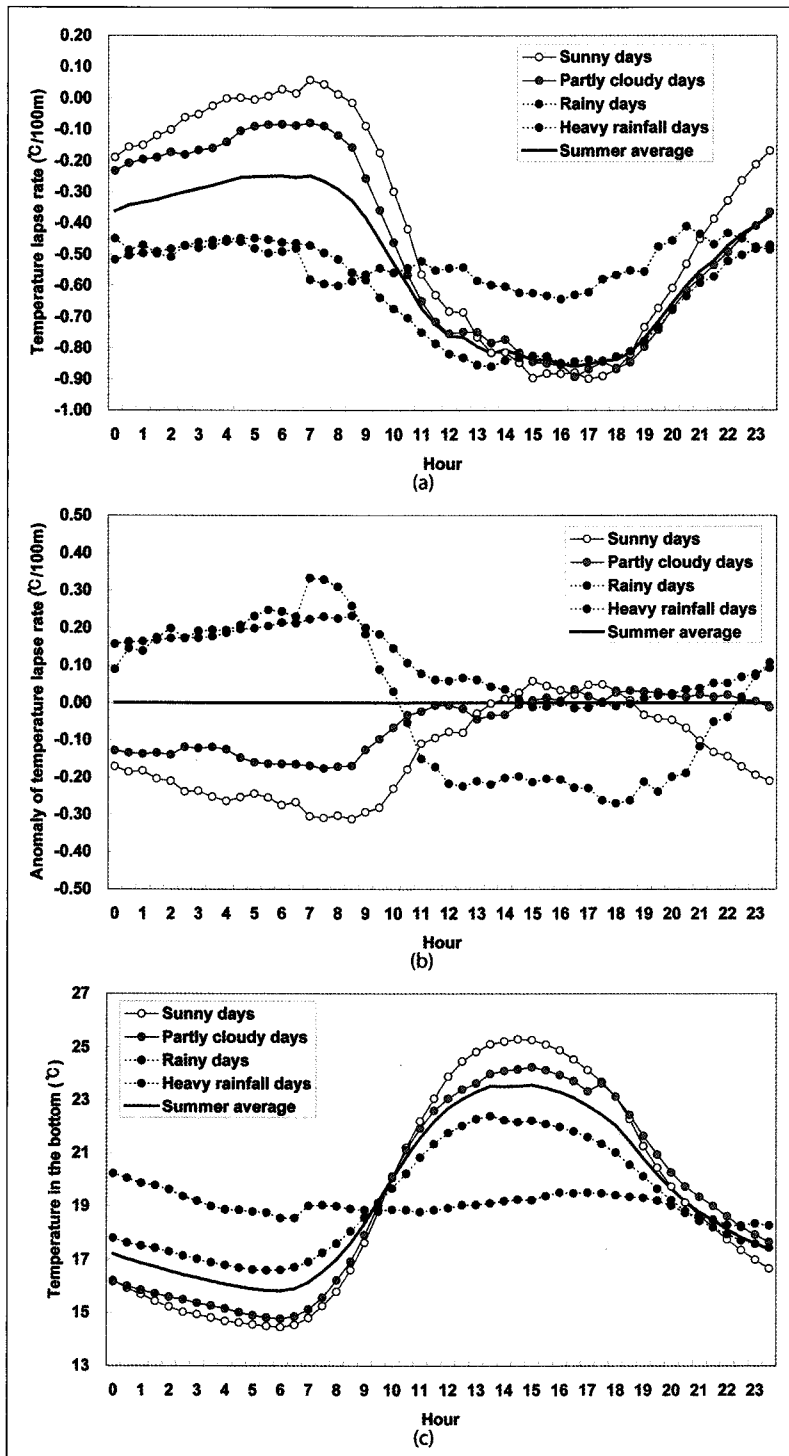 0.20
0.10
0.00
-0.10
-0.20
-0.30
-0.40
-0.50
-0.60
-0.70
-0.80
-0.90
-1.00
Temperature lapse rate (℃/100m)
Sunny days
Partly cloudy days
Rainy days
Heavy rainfall days
Summer average
0 1 2 3 4 5 6 7 8 9 10 11 12 13 14 15 16 17 18 19 20 21 22 23
Hour
(a)
0.50
0.40
0.30
0.20
0.10
0.00
-0.10
-0.20
-0.30
-0.40
-0.50
Anomaly of temperature lapse rate (℃/100m)
Sunny days
Partly cloudy days
Rainy days
Heavy rainfall days
Summer average
0 1 2 3 4 5 6 7 8 9 10 11 12 13 14 15 16 17 18 19 20 21 22 23
Hour
(b)
27
25
23
21
19
17
15
13
Temperature in the bottom (℃)
Sunny days
Partly cloudy days
Rainy days
Heavy rainfall days
Summer average
0 1 2 3 4 5 6 7 8 9 10 11 12 13 14 15 16 17 18 19 20 21 22 23
Hour
(c)